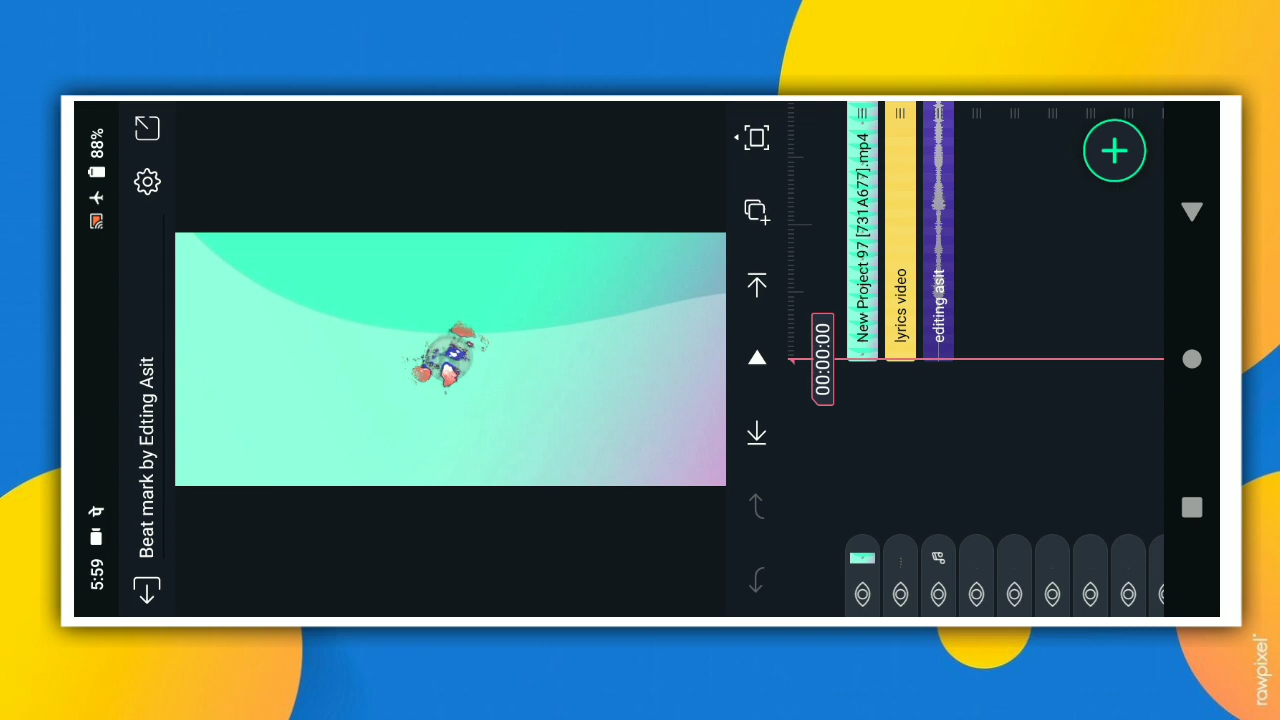 5:59
पे
88%
Beat mark by Edting Asit
00:00:00
New Project 97 [731A677].mp4
lyrics video
editing asit
rawpixel